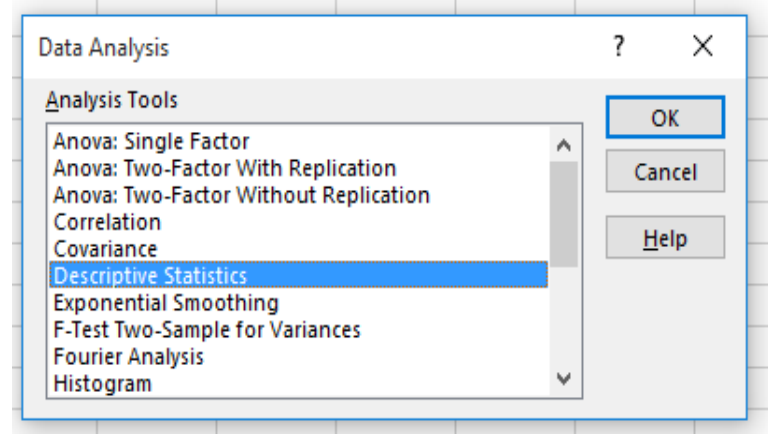 Data Analysis
?
Analysis Tools
Anova: Single Factor
Anova: Two-Factor With Replication
Anova: Two-Factor Without Replication
Correlation
Covariance
Descriptive Statistics
Exponential Smoothing
F-Test Two-Sample for Variances
Fourier Analysis
Histogram
OK
Cancel
Help